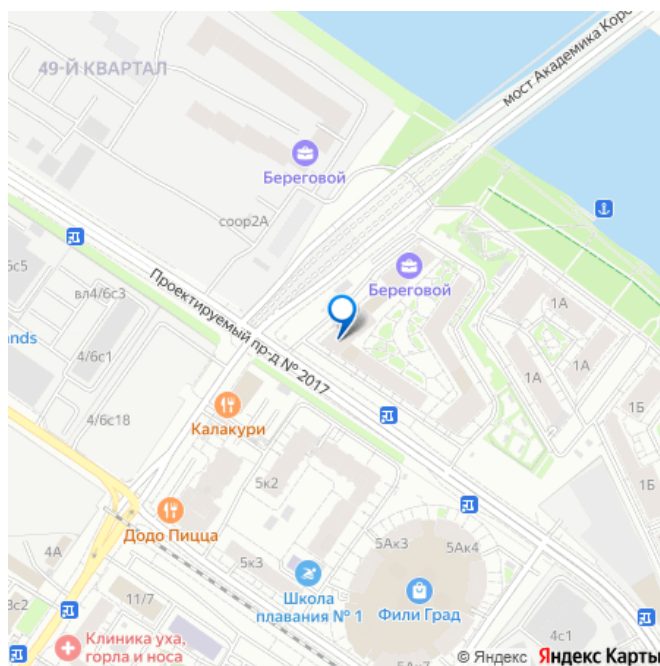 мост Академика Коро
49-Й КВАРТАЛ
Береговой
соор2А
6с5
вл4/6с3
Проектируемый пр-д № 2017
Береговой
1А
nds
4/6с1
1А
1А
1Б
4/6с18
Калакури
5к2
1Б
Додо Пицца
5Ак3
5Ак4
4А
5к3
11/7
Школа
плавания № 1
Фили Град
3с2
4с1
Клиника уха,
горла и носа
© Яндекс Яндекс Карты